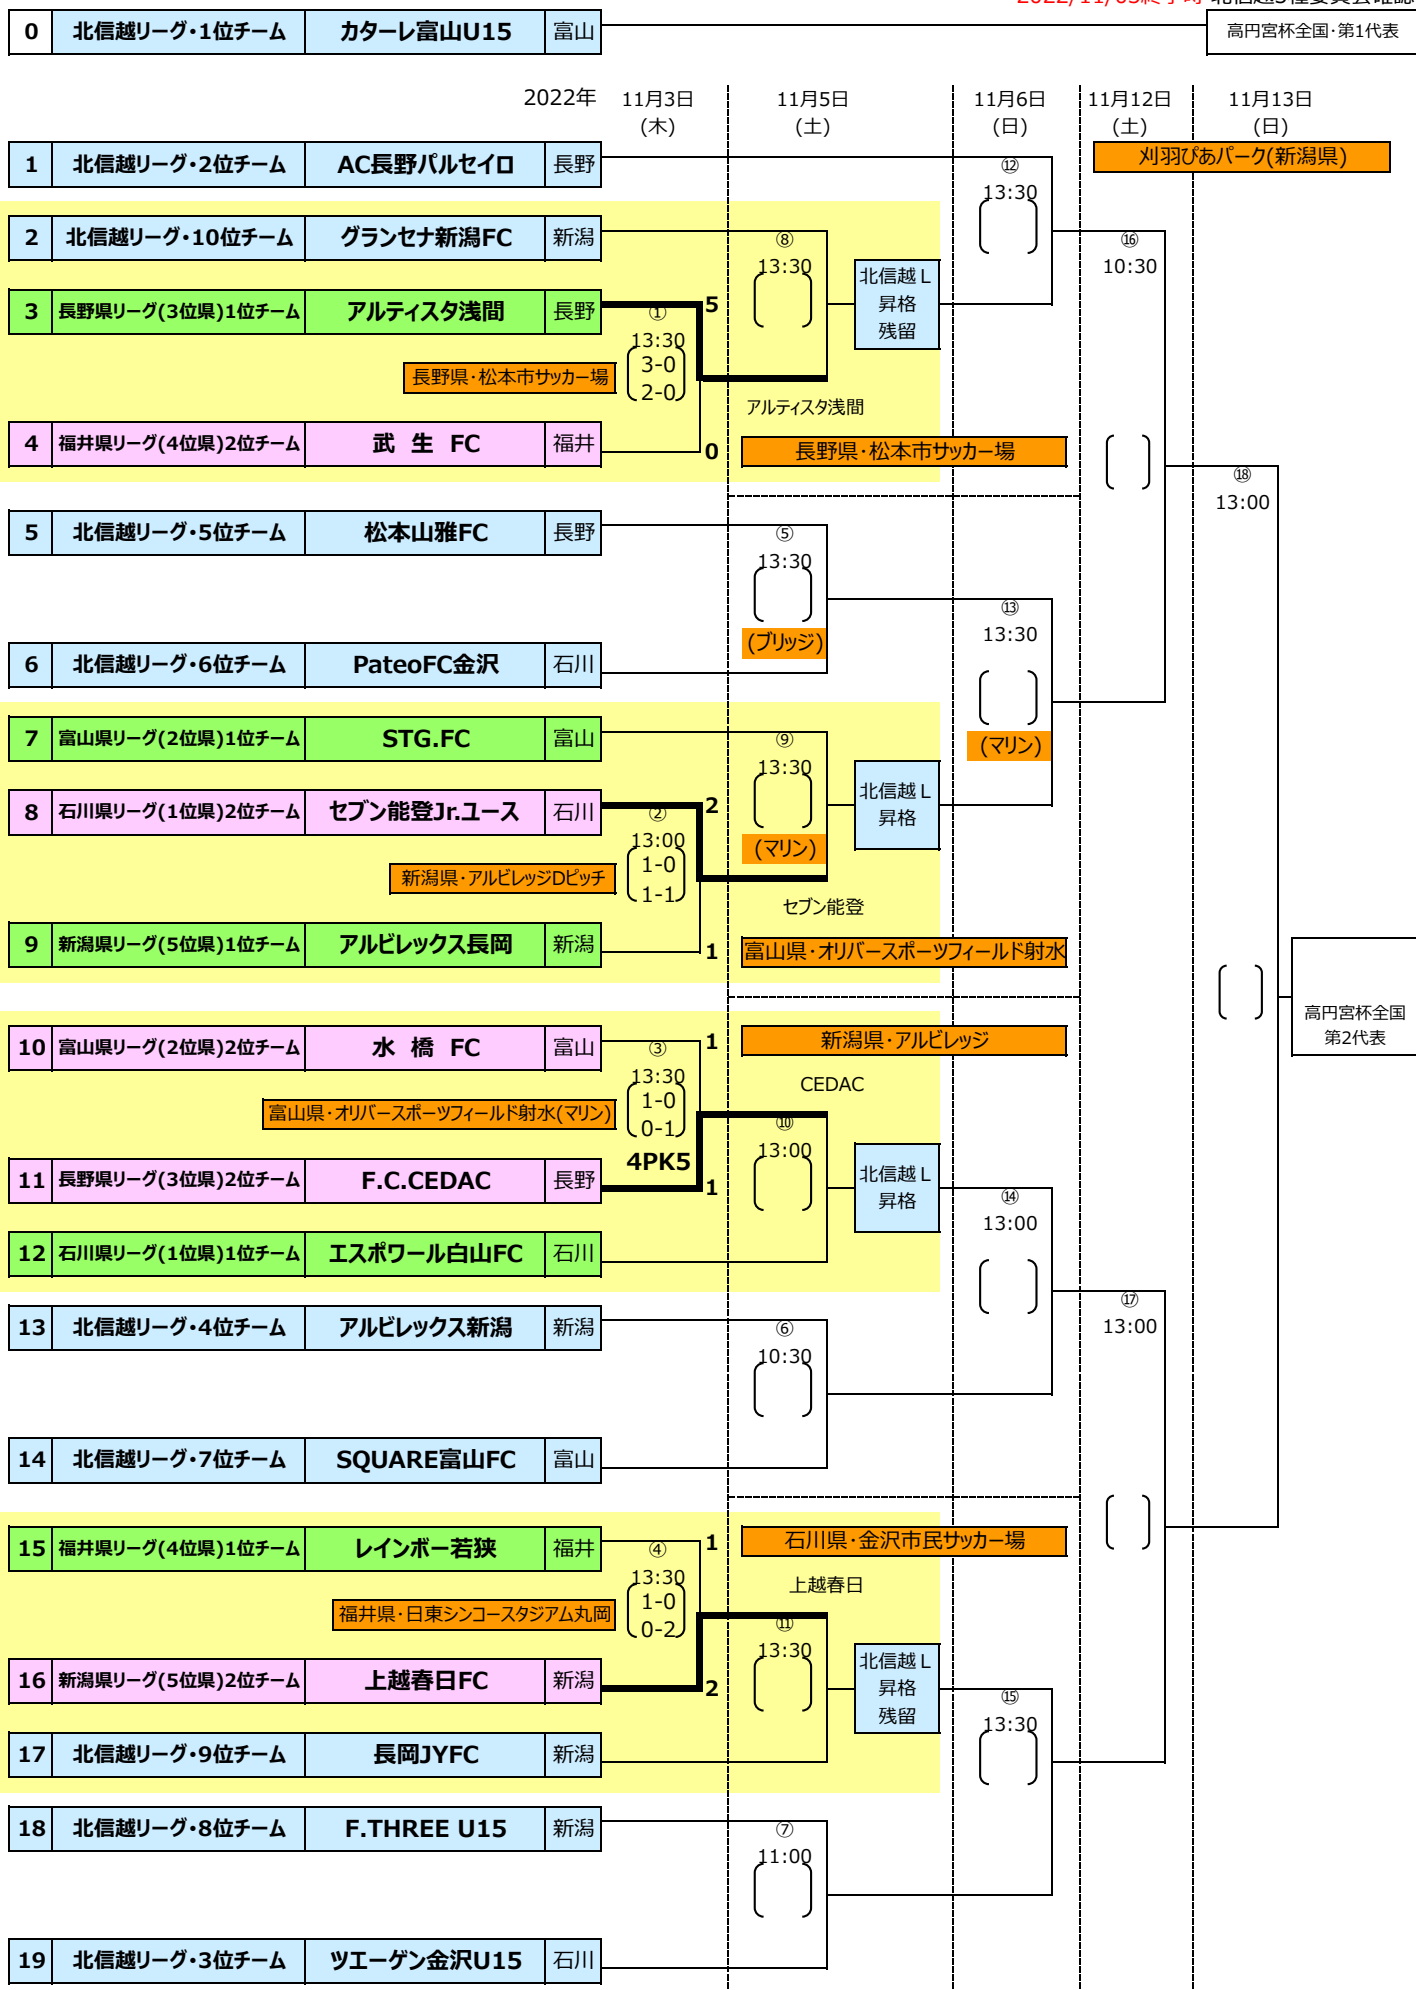 0 北信越リーグ・1位チーム カターレ富山U15 富山 高円宮杯全国・第1代表
2022年 11月3日 11月5日 11月6日 11月12日 11月13日
(木) (土) (日) (土) (日)
1 北信越リーグ・2位チーム AC長野パルセイロ 長野 刈羽ぴあパーク(新潟県)
⑫
13:30
2 北信越リーグ・10位チーム グランセナ新潟FC 新潟
⑧
13:30
⑯
10:30
北信越L
昇格
残留
3 長野県リーグ(3位県)1位チーム アルティスタ浅間 長野
① 5
13:30
3-0
2-0
長野県・松本市サッカー場
アルティスタ浅間
4 福井県リーグ(4位県)2位チーム 武 生 FC 福井
0
長野県・松本市サッカー場
⑱
13:00
5 北信越リーグ・5位チーム 松本山雅FC 長野
⑤
13:30
(ブリッジ)
⑬
13:30
(マリン)
6 北信越リーグ・6位チーム PateoFC金沢 石川
7 富山県リーグ(2位県)1位チーム STG.FC 富山
⑨
13:30
(マリン)
北信越L
昇格
8 石川県リーグ(1位県)2位チーム セブン能登Jr.ユース 石川
② 2
13:00
1-0
1-1
新潟県・アルビレッジDピッチ
セブン能登
9 新潟県リーグ(5位県)1位チーム アルビレックス長岡 新潟
1
富山県・オリバースポーツフィールド射水
高円宮杯全国
第2代表
10 富山県リーグ(2位県)2位チーム 水 橋 FC 富山
③ 1
新潟県・アルビレッジ
13:30
1-0
0-1
4PK5
CEDAC
富山県・オリバースポーツフィールド射水(マリン)
⑩
13:00
北信越L
昇格
11 長野県リーグ(3位県)2位チーム F.C.CEDAC 長野
1
⑭
13:00
12 石川県リーグ(1位県)1位チーム エスポワール白山FC 石川
⑰
13:00
13 北信越リーグ・4位チーム アルビレックス新潟 新潟
⑥
10:30
14 北信越リーグ・7位チーム SQUARE富山FC 富山
15 福井県リーグ(4位県)1位チーム レインボー若狭 福井
④ 1
石川県・金沢市民サッカー場
13:30
1-0
0-2
上越春日
福井県・日東シンコースタジアム丸岡
⑪
13:30
北信越L
昇格
残留
16 新潟県リーグ(5位県)2位チーム 上越春日FC 新潟
2
⑮
13:30
17 北信越リーグ・9位チーム 長岡JYFC 新潟
18 北信越リーグ・8位チーム F.THREE U15 新潟
⑦
11:00
19 北信越リーグ・3位チーム ツエーゲン金沢U15 石川